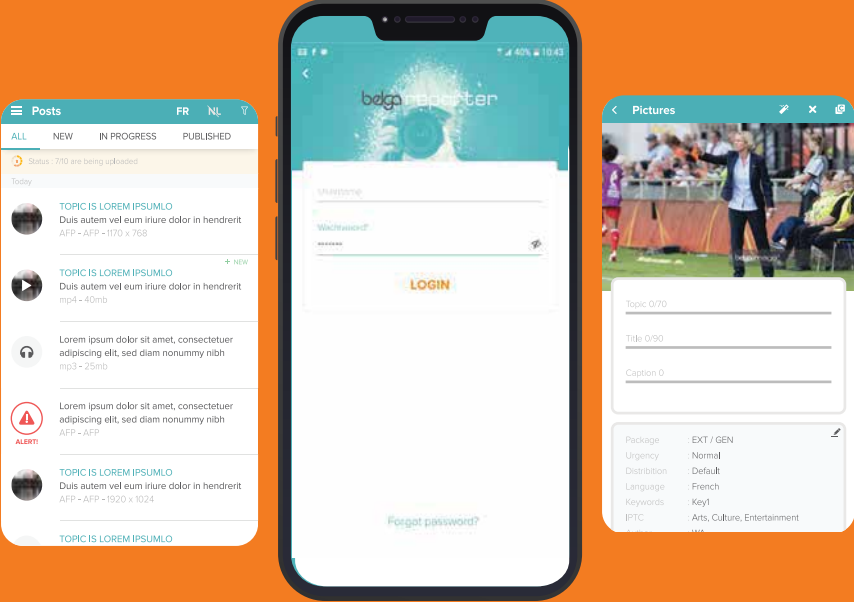 Posts FR NL
ALL NEW IN PROGRESS PUBLISHED
Status : 7/10 are being uploaded
Today
TOPIC IS LOREM IPSUMLO
Duis autem vel eum iriure dolor in hendrerit
AFP - AFP - 1170 x 768
+ NEW
TOPIC IS LOREM IPSUMLO
Duis autem vel eum iriure dolor in hendrerit
mp4 - 40mb
Lorem ipsum dolor sit amet, consectetuer
adipiscing elit, sed diam nonummy nibh
mp3 - 25mb
Lorem ipsum dolor sit amet, consectetuer
adipiscing elit, sed diam nonummy nibh
AFP - AFP
ALERT!
TOPIC IS LOREM IPSUMLO
Duis autem vel eum iriure dolor in hendrerit
AFP - AFP - 1920 x 1024
TOPIC IS LOREM IPSUMLO
40% 10:43
belga reporter
Username
Wachtwoord*
LOGIN
Forgot password?
Pictures
Topic 0/70
Title 0/90
Caption 0
Package : EXT / GEN
Urgency : Normal
Distribition : Default
Language : French
Keywords : Key1
IPTC : Arts, Culture, Entertainment